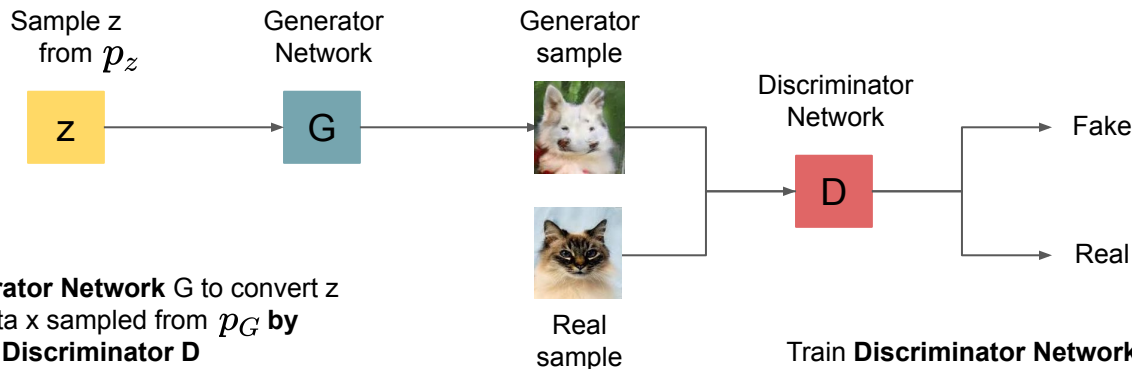 Sample z
from p_z
Generator
Network
Generator
sample
Discriminator
Network
z
G
D
Fake
Real
Real
sample
rator Network G to convert z
ta x sampled from p_G by
Discriminator D
Train Discriminator Network